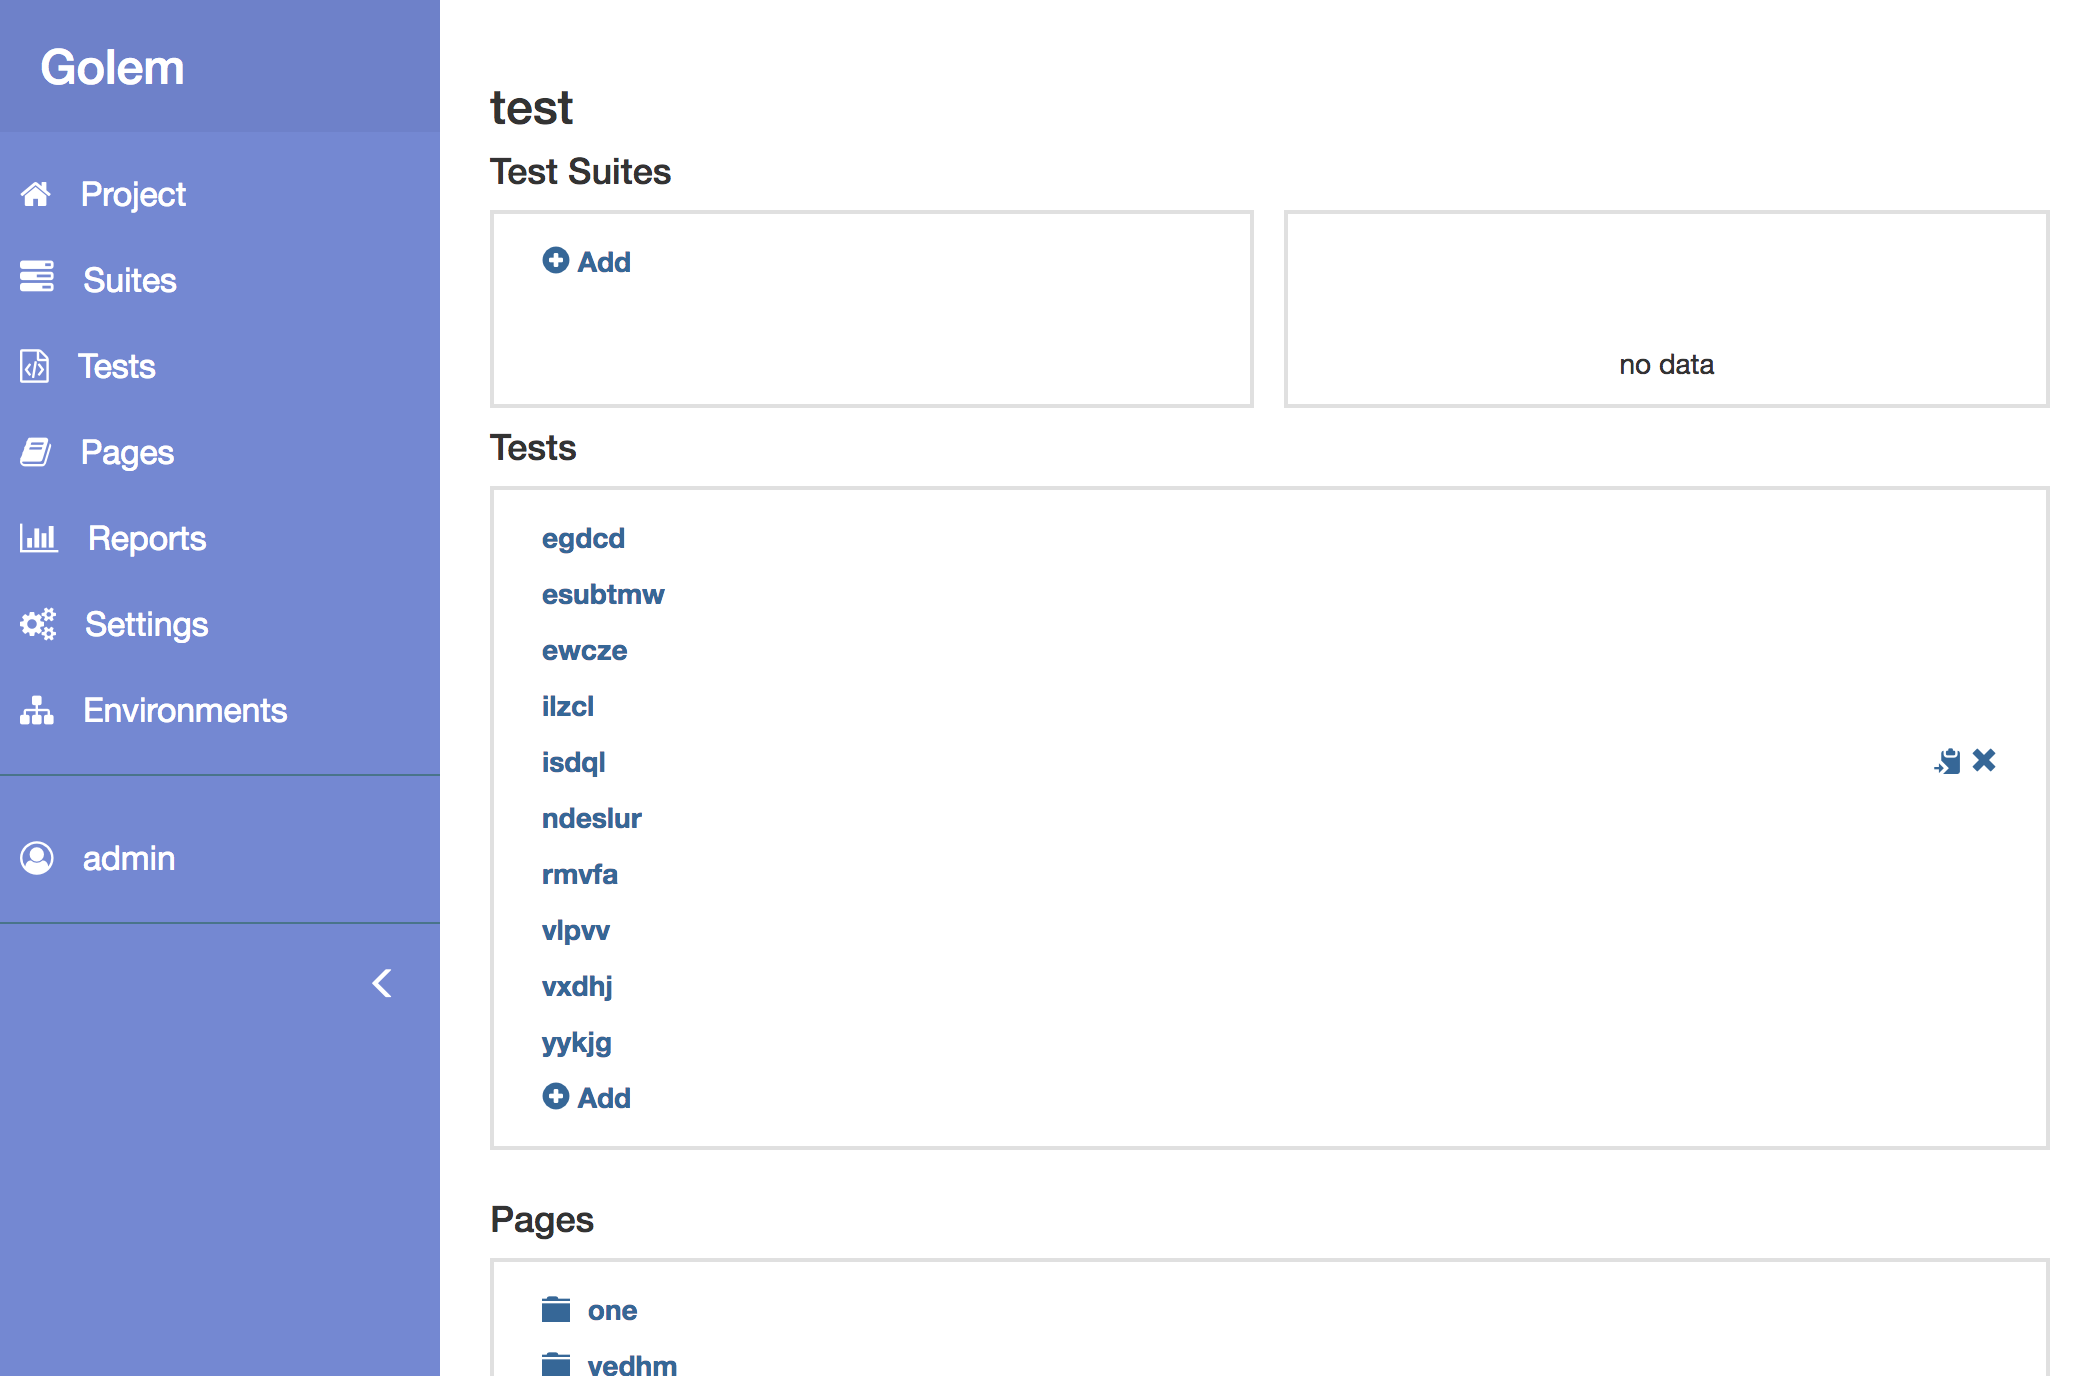 Golem
Project
Suites
Tests
Pages
Reports
Settings
Environments
admin
test
Test Suites
Add
no data
Tests
egdcd
esubtmw
ewcze
ilzcl
isdql
ndeslur
rmvfa
vlpvv
vxdhj
yykjg
Add
Pages
one
vedhm